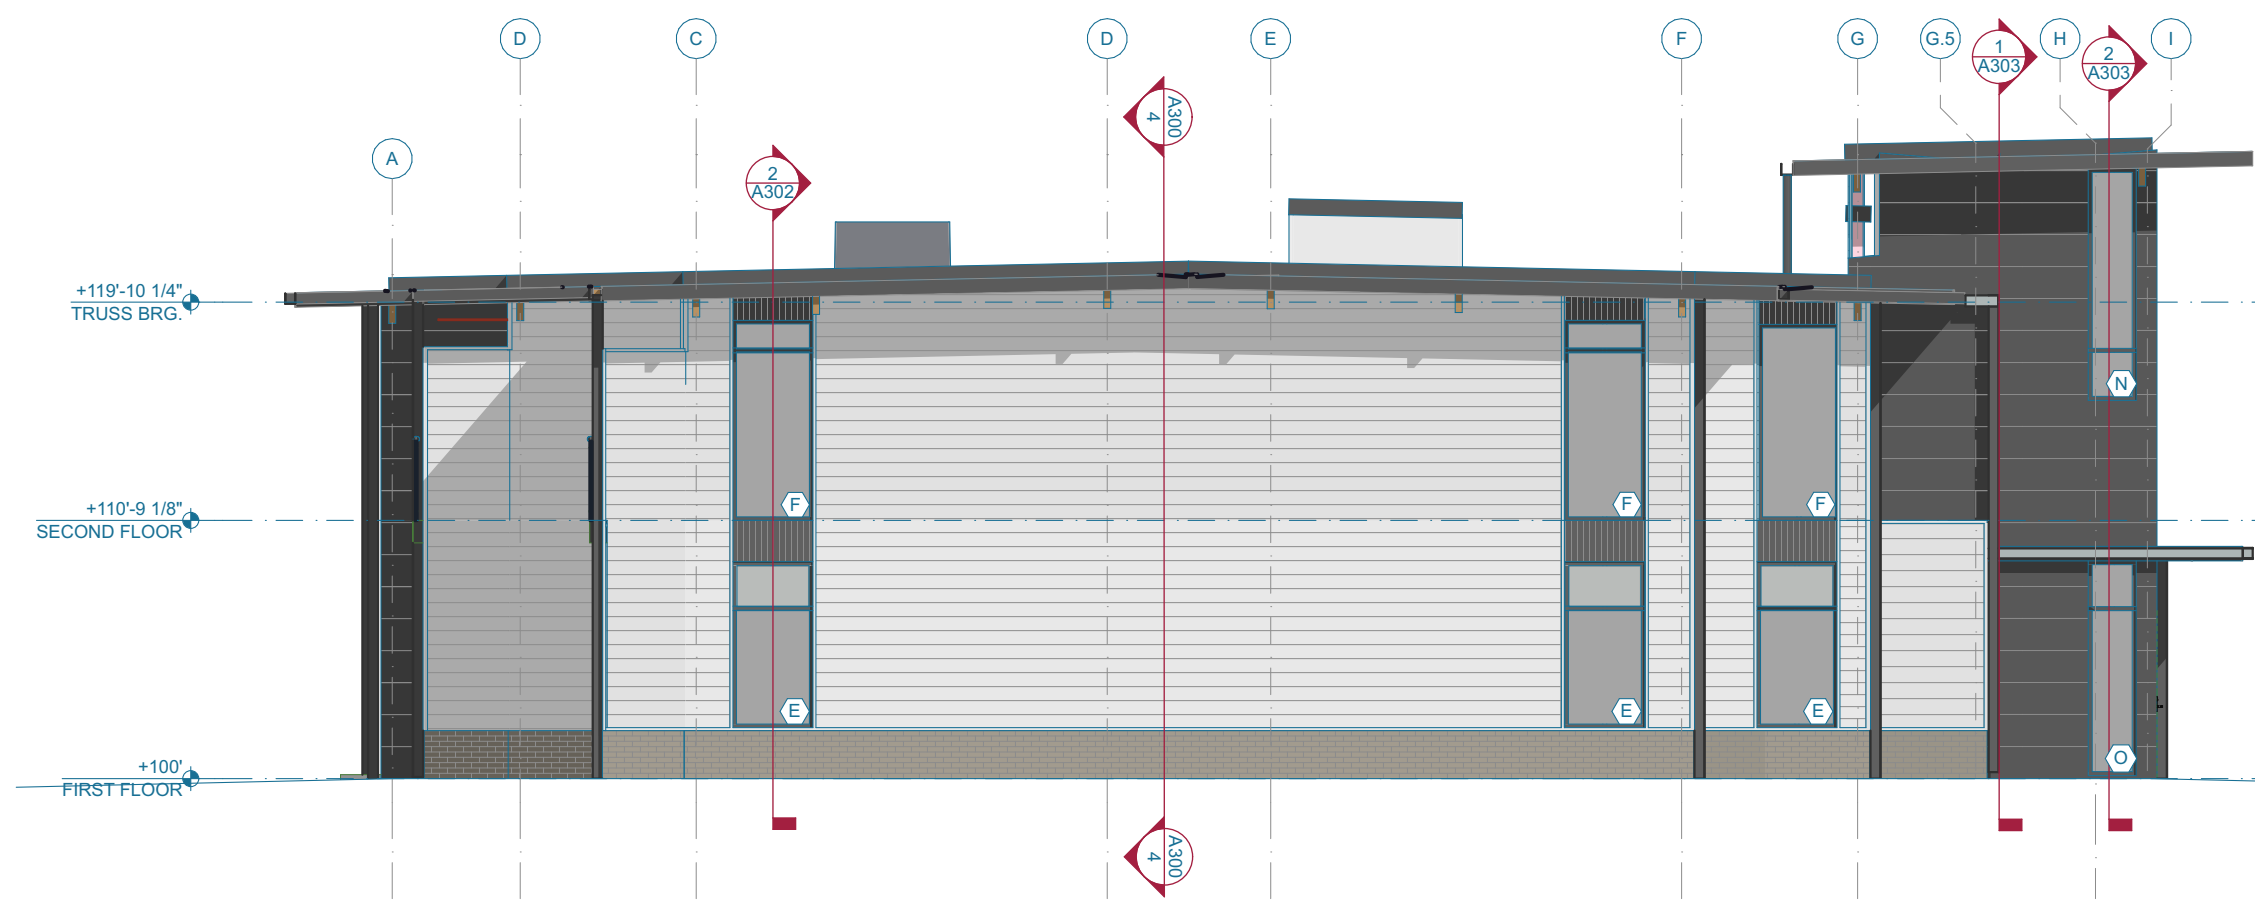 D
C
D
E
F
G
G.5
1
A303
H
2
A303
I
A300
4
A
2
A302
+119'-10 1/4"
TRUSS BRG.
N
F
F
F
+110'-9 1/8"
SECOND FLOOR
E
E
E
O
+100'
FIRST FLOOR
A300
4